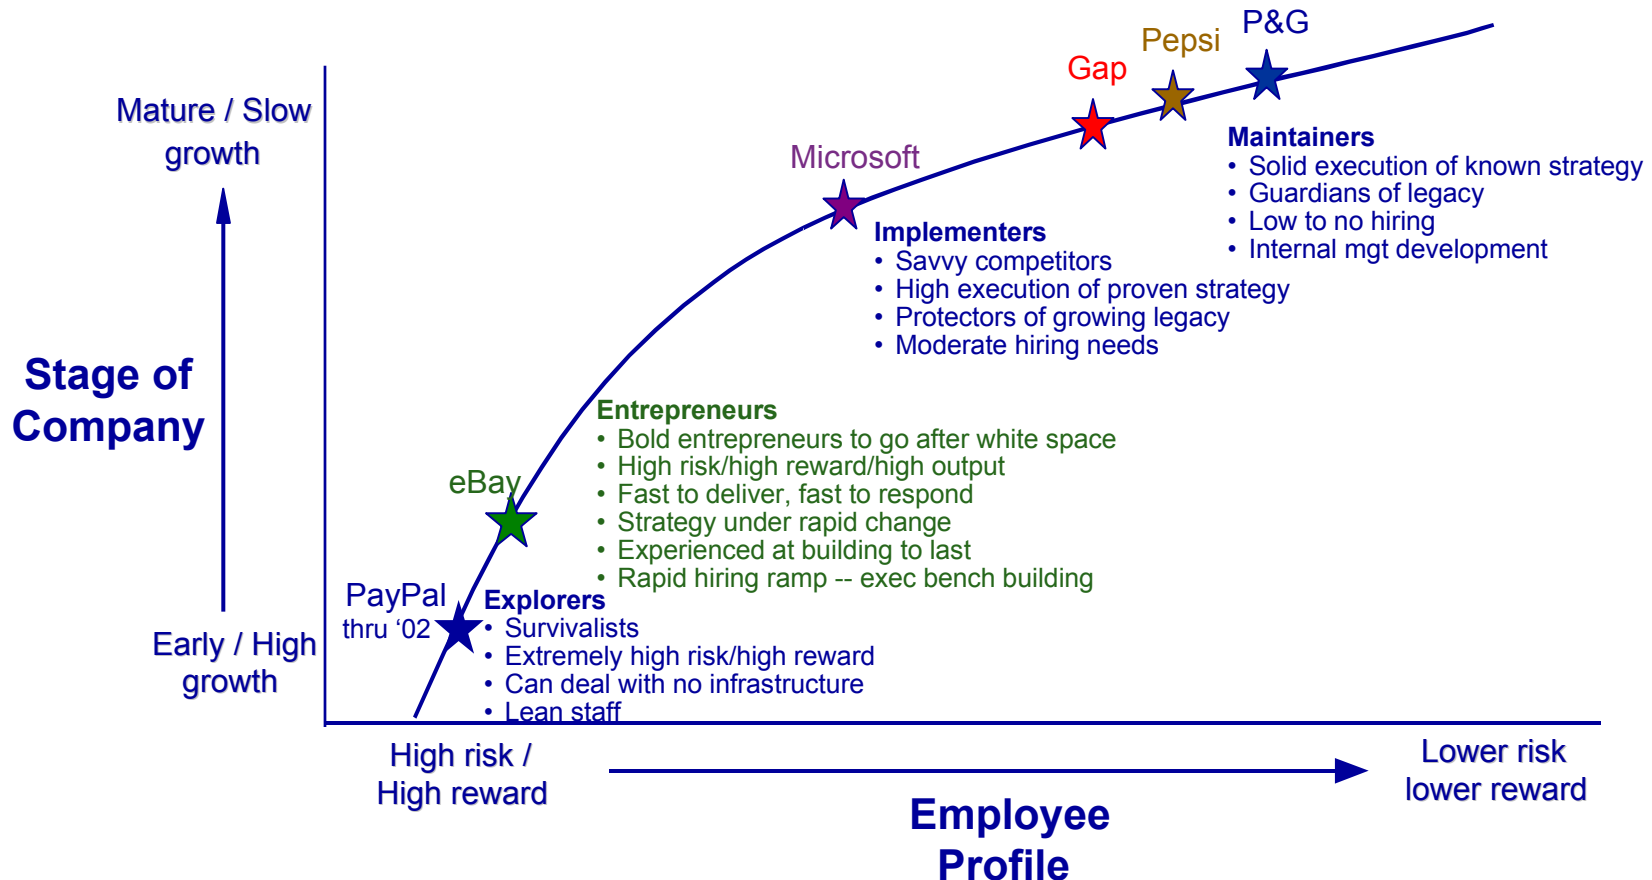 P&G
Pepsi
Gap
Mature / Slow
growth
Maintainers
• Solid execution of known strategy
• Guardians of legacy
• Low to no hiring
• Internal mgt development
Microsoft
Implementers
• Savvy competitors
• High execution of proven strategy
• Protectors of growing legacy
• Moderate hiring needs
Stage of
Company
Entrepreneurs
• Bold entrepreneurs to go after white space
• High risk/high reward/high output
• Fast to deliver, fast to respond
• Strategy under rapid change
• Experienced at building to last
• Rapid hiring ramp -- exec bench building
eBay
PayPal
thru ‘02
Explorers
• Survivalists
• Extremely high risk/high reward
• Can deal with no infrastructure
• Lean staff
Early / High
growth
High risk /
High reward
Lower risk
lower reward
Employee
Profile